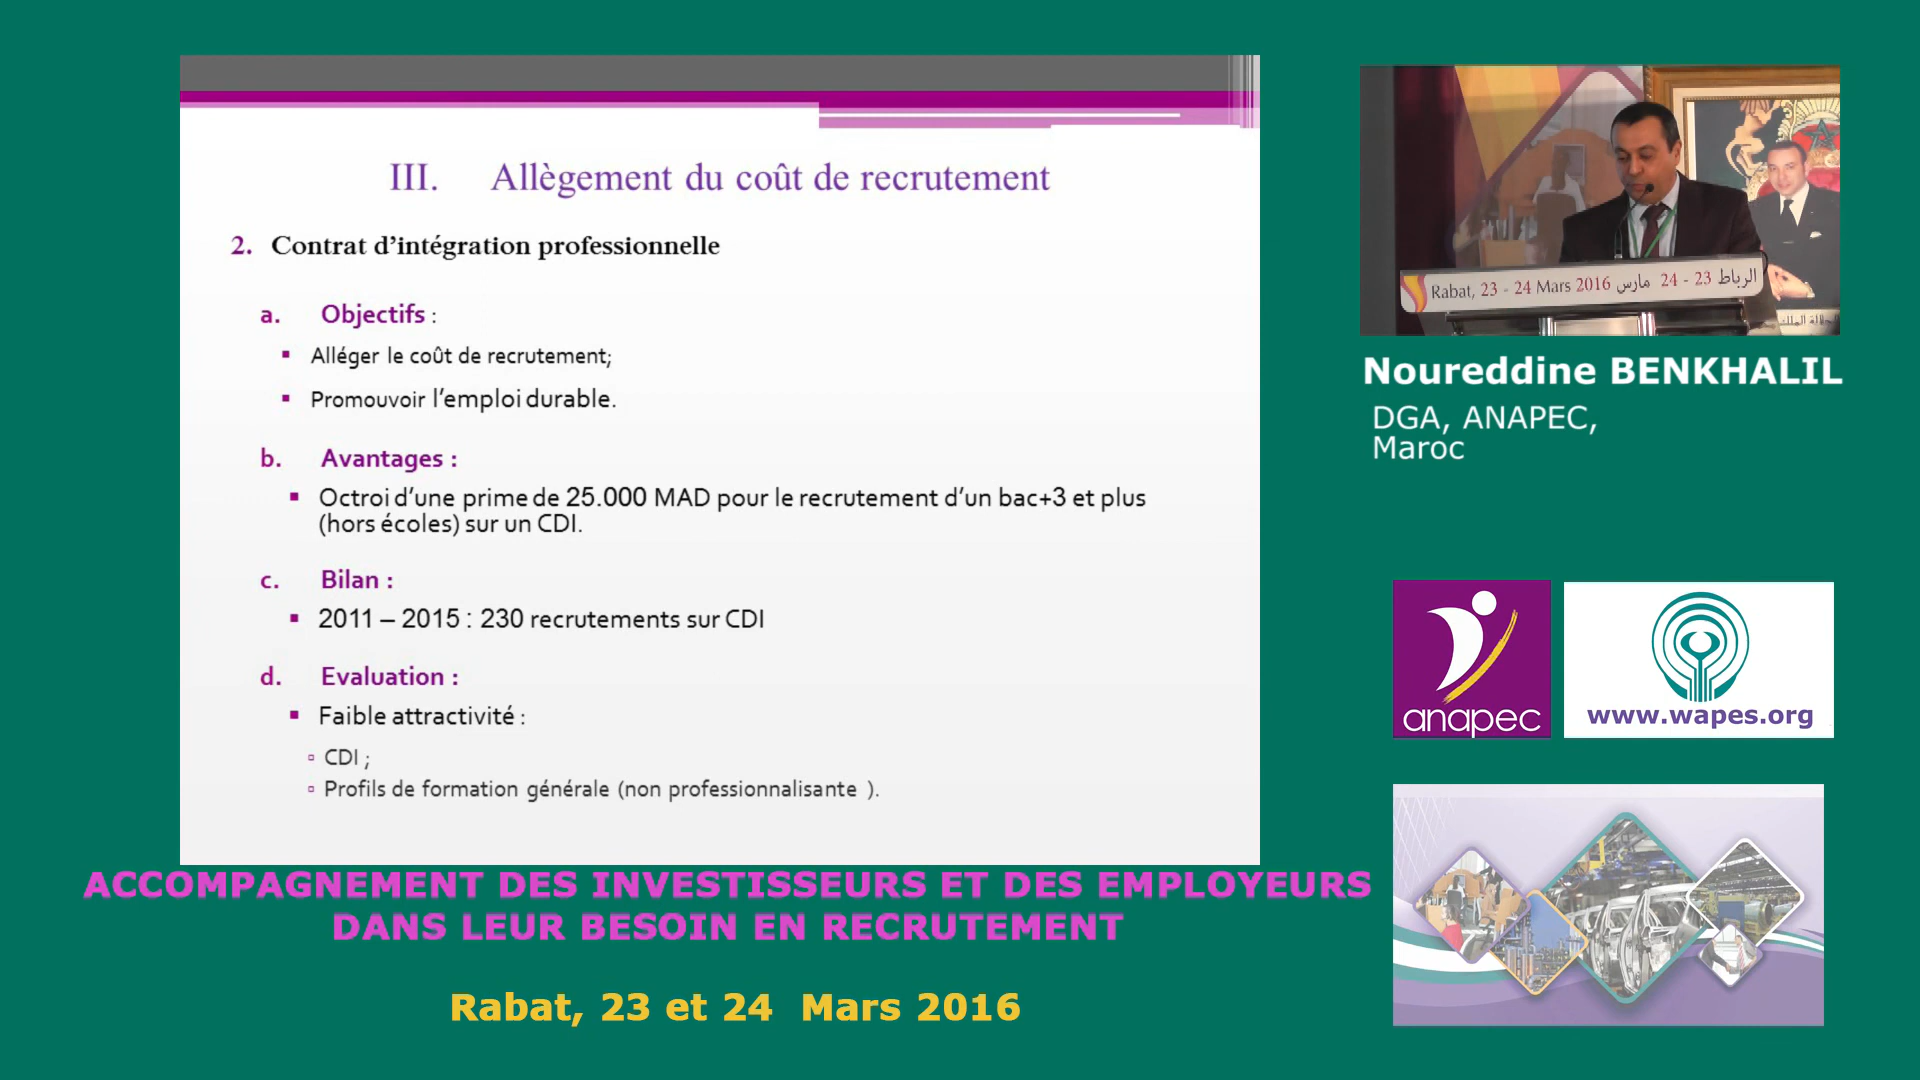 III. Allègement du coût de recrutement
2. Contrat d’intégration professionnelle
a. Objectifs :
▪ Alléger le coût de recrutement;
▪ Promouvoir l’emploi durable.
b. Avantages :
▪ Octroi d’une prime de 25.000 MAD pour le recrutement d’un bac+3 et plus
(hors écoles) sur un CDI.
c. Bilan :
▪ 2011 – 2015 : 230 recrutements sur CDI
d. Evaluation :
▪ Faible attractivité :
▫ CDI ;
▫ Profils de formation générale (non professionnalisante ).
Rabat, 23 - 24 Mars 2016 الرباط 23 - 24 مارس
Noureddine BENKHALIL
DGA, ANAPEC,
Maroc
anapec
www.wapes.org
ACCOMPAGNEMENT DES INVESTISSEURS ET DES EMPLOYEURS
DANS LEUR BESOIN EN RECRUTEMENT
Rabat, 23 et 24 Mars 2016